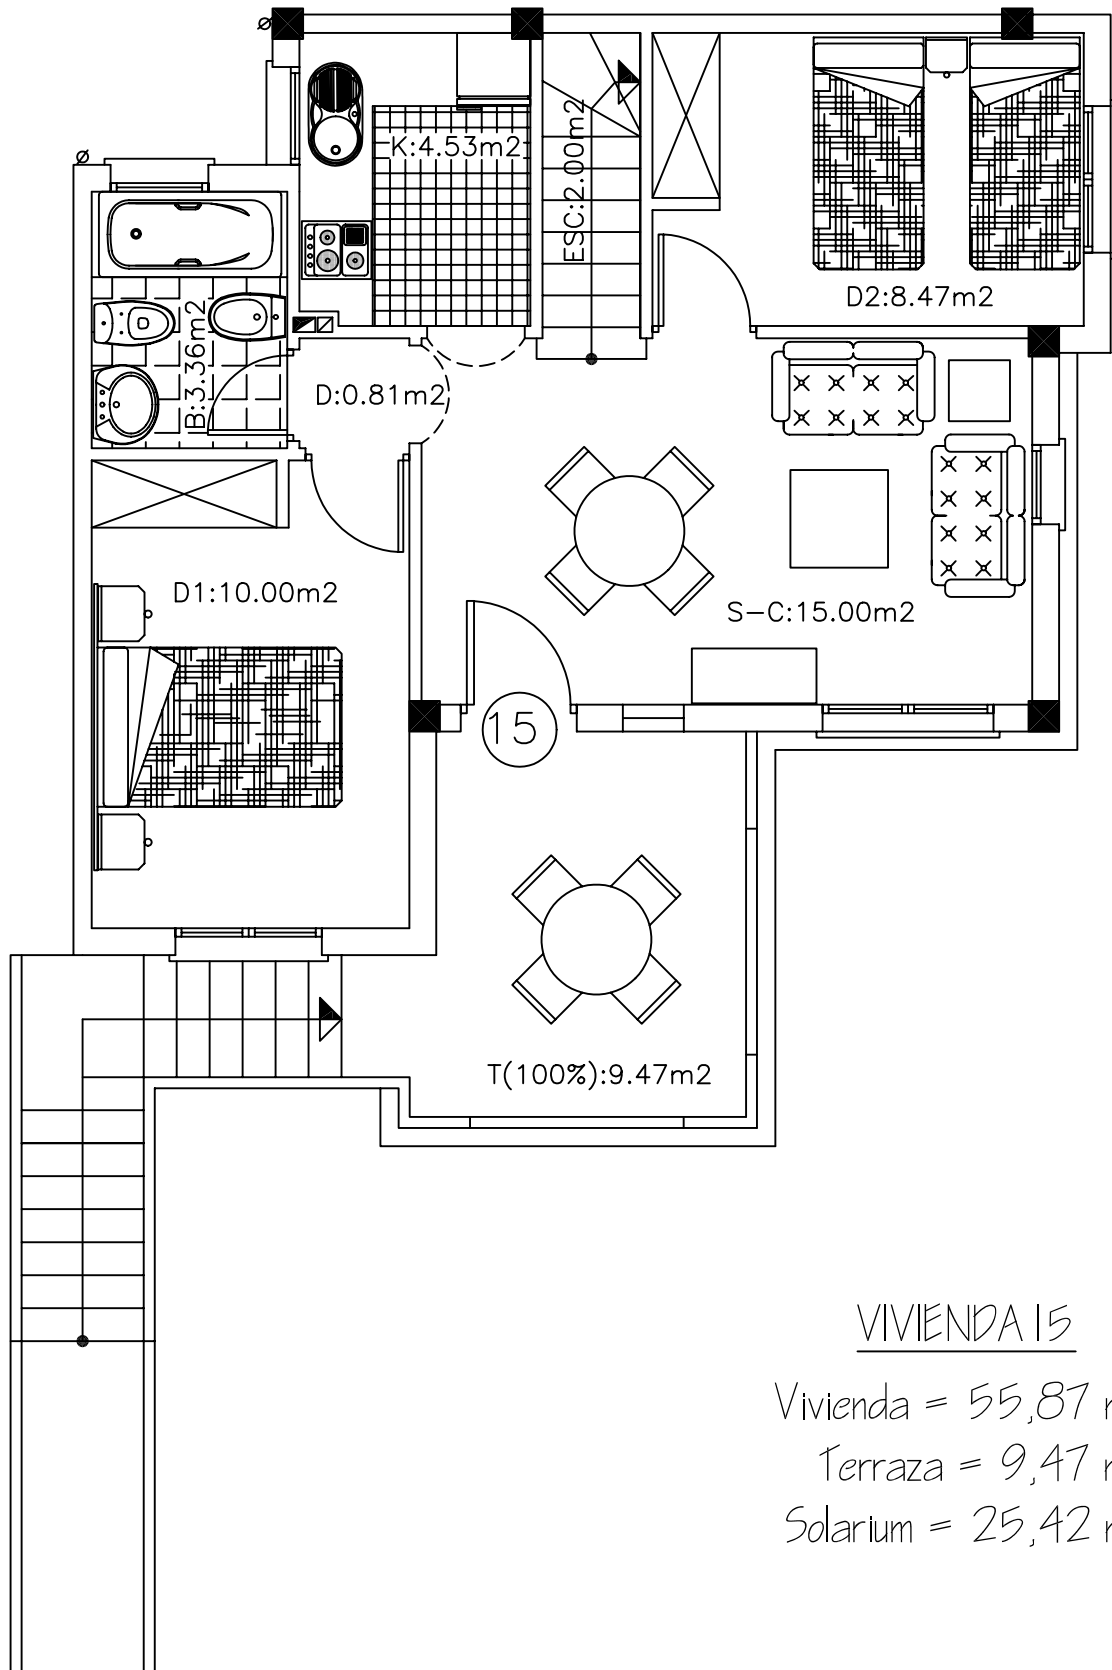 K:4.53m2
ESC:2.00m2
D2:8.47m2
B:3.36m2
D:0.81m2
D1:10.00m2
S-C:15.00m2
15
T(100%):9.47m2
VIVIENDA 15
Vivienda = 55,87
Terraza = 9,47
Solarium = 25,42